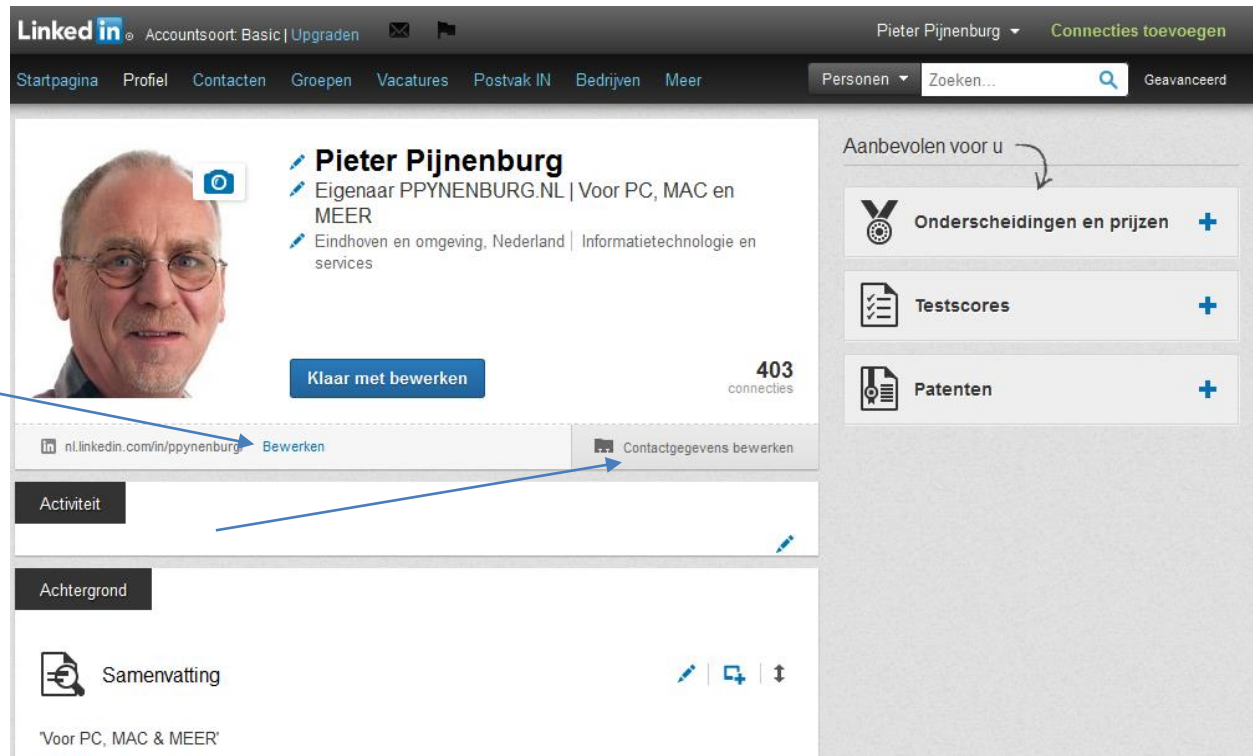 Linked in ® Accountsoort: Basic | Upgraden
Pieter Pijnenburg Connecties toevoegen
Startpagina Profiel Contacten Groepen Vacatures Postvak IN Bedrijven Meer
Personen Zoeken... Geavanceerd
Pieter Pijnenburg
Eigenaar PPYNENBURG.NL | Voor PC, MAC en
MEER
Eindhoven en omgeving, Nederland | Informatietechnologie en
services
Klaar met bewerken
403
connecties
in nl.linkedin.com/in/ppynenburg/ Bewerken
Contactgegevens bewerken
Activiteit
Achtergrond
Samenvatting
'Voor PC, MAC & MEER'
Aanbevolen voor u
Onderscheidingen en prijzen
Testscores
Patenten